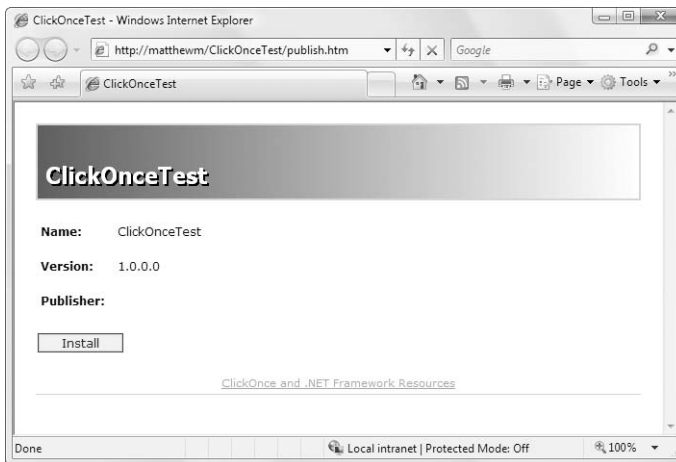 ClickOnceTest - Windows Internet Explorer
http://matthewm/ClickOnceTest/publish.htm
Google
ClickOnceTest
Page
Tools
»
ClickOnceTest
Name: ClickOnceTest
Version: 1.0.0.0
Publisher:
Install
ClickOnce and .NET Framework Resources
Done
Local intranet | Protected Mode: Off
100%